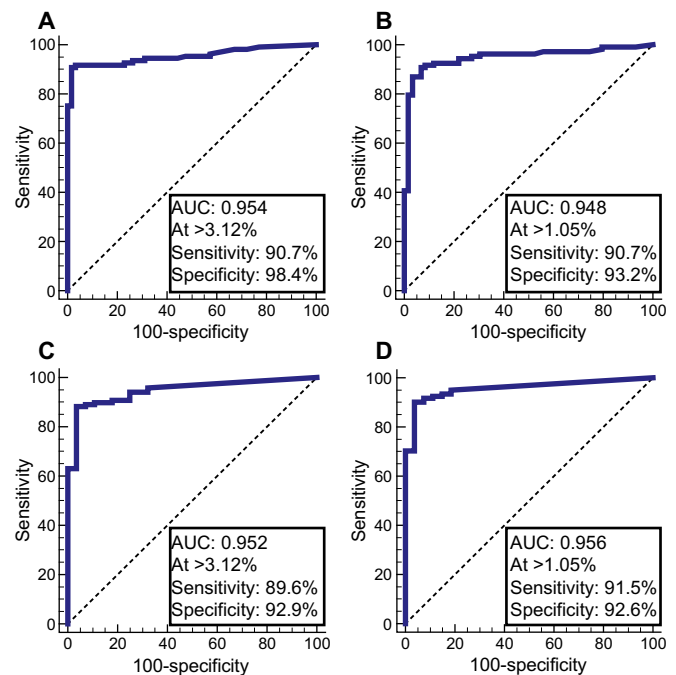 A
100
80
60
40
20
0
Sensitivity
AUC: 0.954
At >3.12%
Sensitivity: 90.7%
Specificity: 98.4%
0 20 40 60 80 100
100-specificity
B
100
80
60
40
20
0
Sensitivity
AUC: 0.948
At >1.05%
Sensitivity: 90.7%
Specificity: 93.2%
0 20 40 60 80 100
100-specificity
C
100
80
60
40
20
0
Sensitivity
AUC: 0.952
At >3.12%
Sensitivity: 89.6%
Specificity: 92.9%
0 20 40 60 80 100
100-specificity
D
100
80
60
40
20
0
Sensitivity
AUC: 0.956
At >1.05%
Sensitivity: 91.5%
Specificity: 92.6%
0 20 40 60 80 100
100-specificity